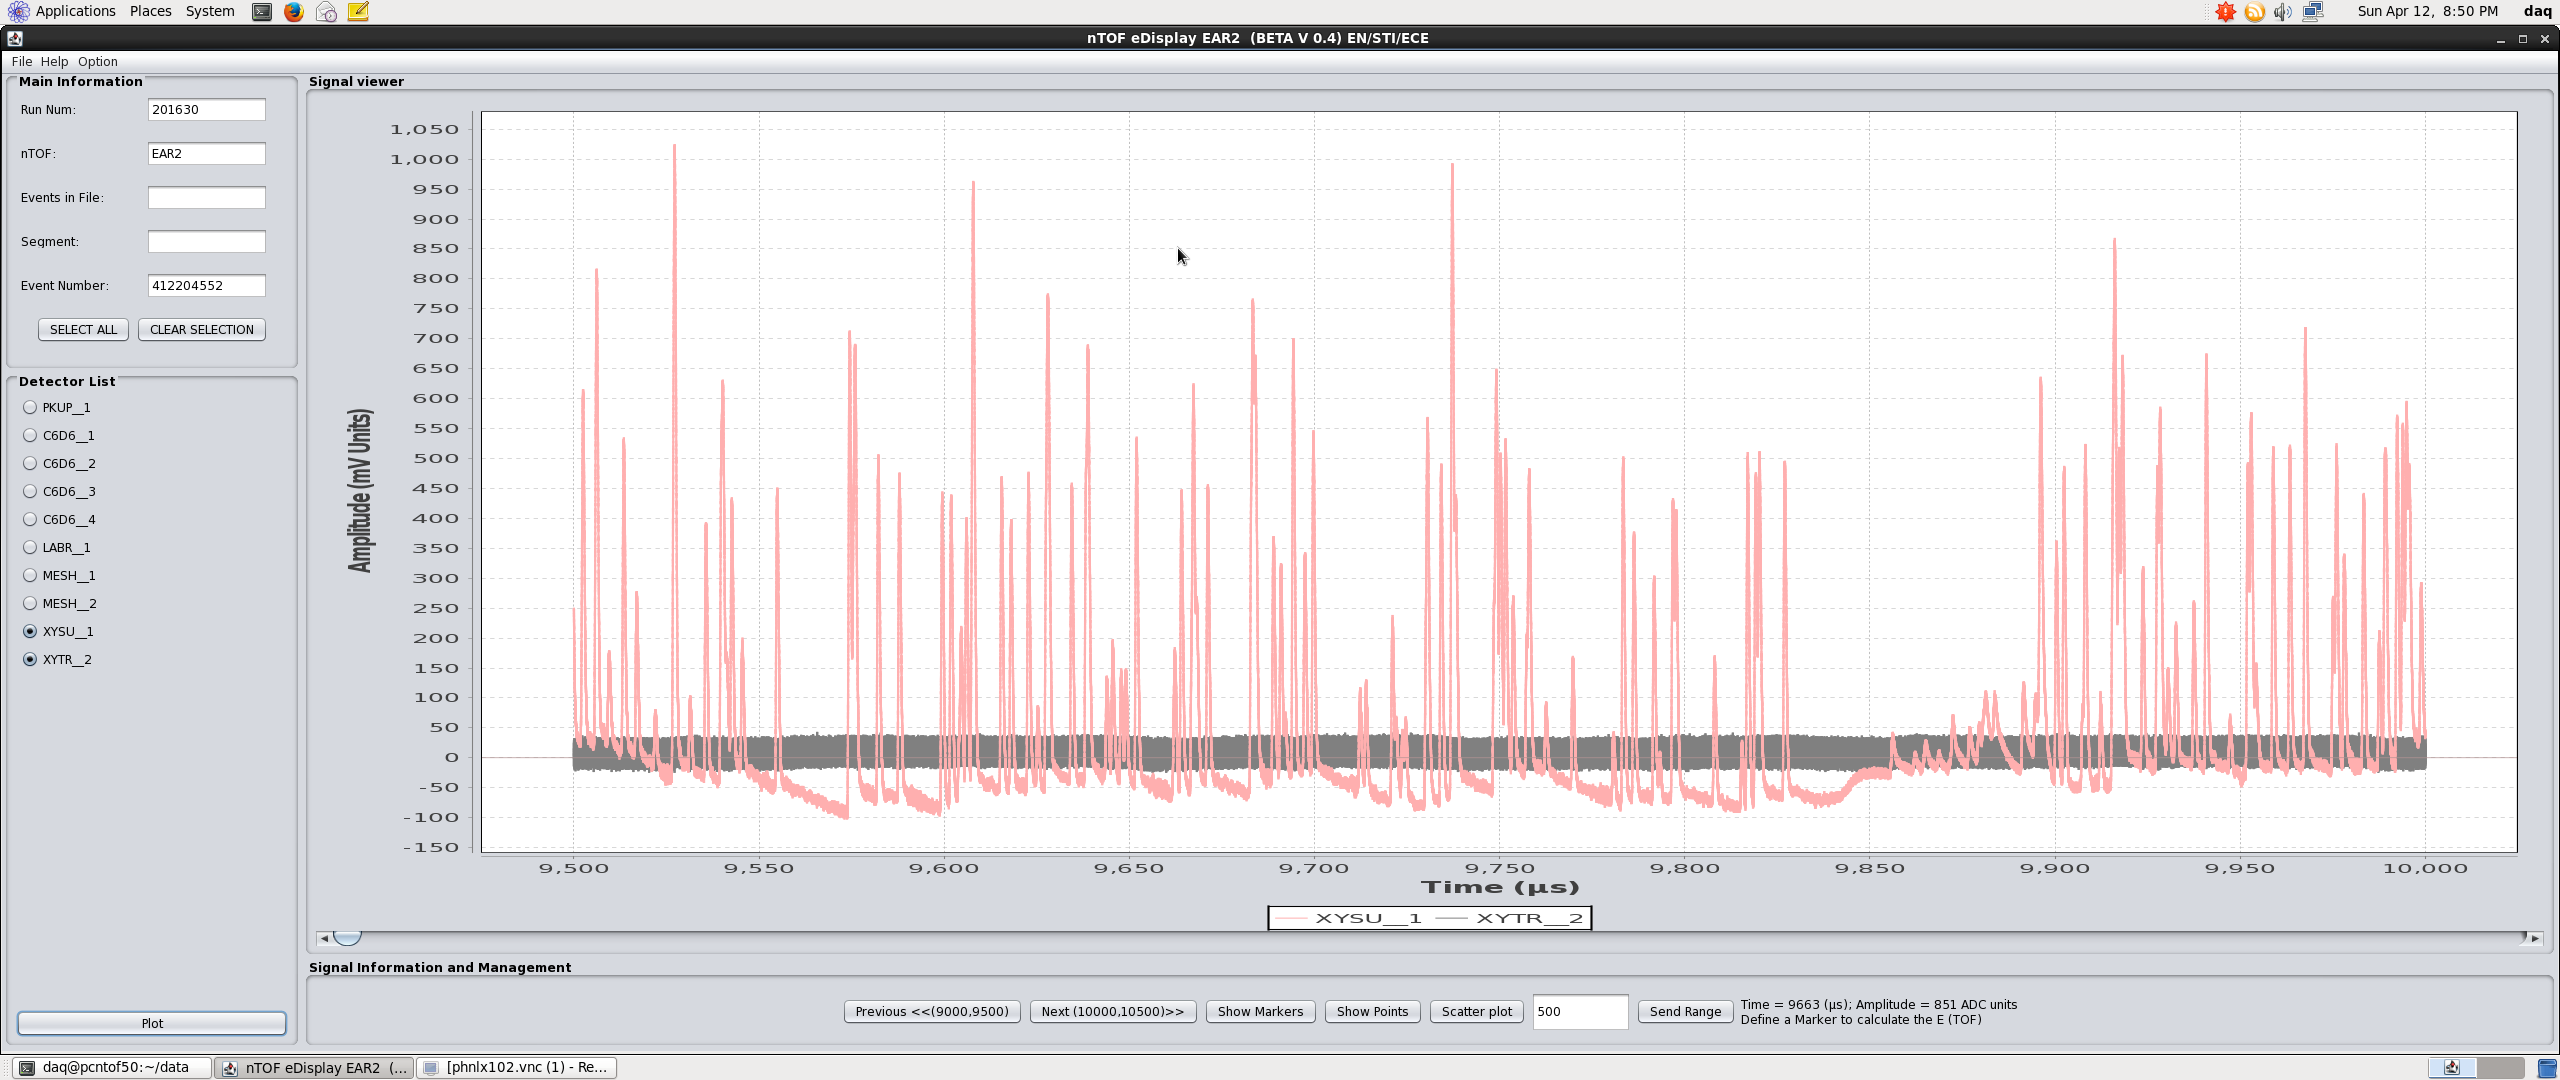 Applications Places System Sun Apr 12, 8:50 PM daq
nTOF eDisplay EAR2 (BETA V 0.4) EN/STI/ECE
File Help Option
Main Information
Run Num: 201630
nTOF: EAR2
Events in File:
Segment:
Event Number: 412204552
SELECT ALL CLEAR SELECTION
Detector List
PKUP__1
C6D6__1
C6D6__2
C6D6__3
C6D6__4
LABR__1
MESH__1
MESH__2
XYSU__1
XYTR__2
Plot
Signal viewer
1,050
1,000
950
900
850
800
750
700
650
600
550
500
450
400
350
300
250
200
150
100
50
0
-50
-100
-150
Amplitude (mV Units)
9,500 9,550 9,600 9,650 9,700 9,750 9,800 9,850 9,900 9,950 10,000
Time (µs)
XYSU__1 XYTR__2
Signal Information and Management
Previous <<(9000,9500) Next (10000,10500)>> Show Markers Show Points Scatter plot 500 Send Range
Time = 9663 (µs); Amplitude = 851 ADC units
Define a Marker to calculate the E (TOF)
daq@pcntof50:~/data nTOF eDisplay EAR2 (... [phnlx102.vnc (1) - Re...